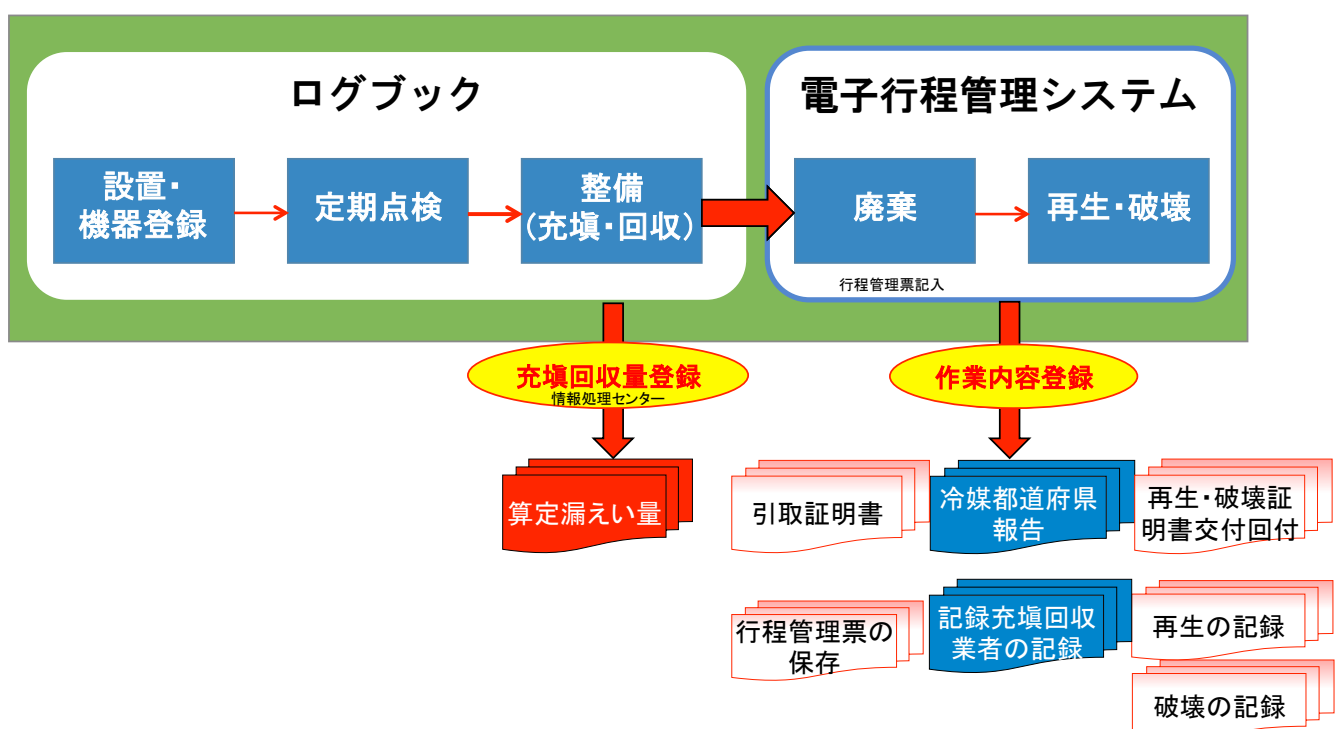 ログブック
電子行程管理システム
設置・
機器登録
定期点検
整備
(充塡・回収)
廃棄
再生・破壊
行程管理票記入
充塡回収量登録
情報処理センター
作業内容登録
算定漏えい量
引取証明書
冷媒都道府県
報告
再生・破壊証
明書交付回付
行程管理票の
保存
記録充塡回収
業者の記録
再生の記録
破壊の記録